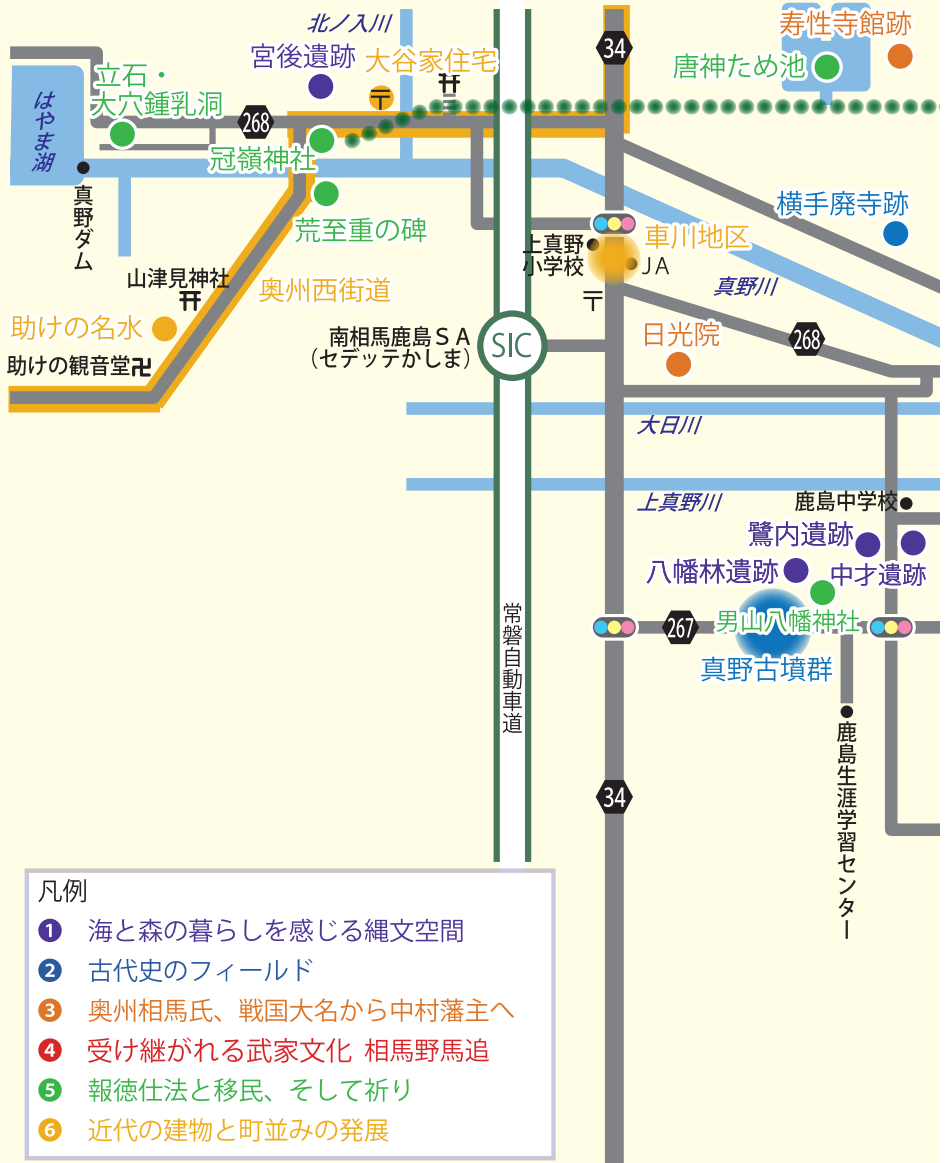 北ノ入川
34
寿性寺館跡
宮後遺跡
大谷家住宅
唐神ため池
立石・
大穴鍾乳洞
〒
はやま湖
268
冠嶺神社
真野ダム
荒至重の碑
横手廃寺跡
車川地区
上真野
小学校
JA
山津見神社
奥州西街道
真野川
〒
助けの名水
日光院
268
南相馬鹿島SA
(セデッテかしま)
SIC
助けの観音堂卍
大日川
上真野川
鹿島中学校
鷺内遺跡
八幡林遺跡
中才遺跡
男山八幡神社
267
常磐自動車道
真野古墳群
鹿島生涯学習センター
34
凡例
1 海と森の暮らしを感じる縄文空間
2 古代史のフィールド
3 奥州相馬氏、戦国大名から中村藩主へ
4 受け継がれる武家文化 相馬野馬追
5 報徳仕法と移民、そして祈り
6 近代の建物と町並みの発展